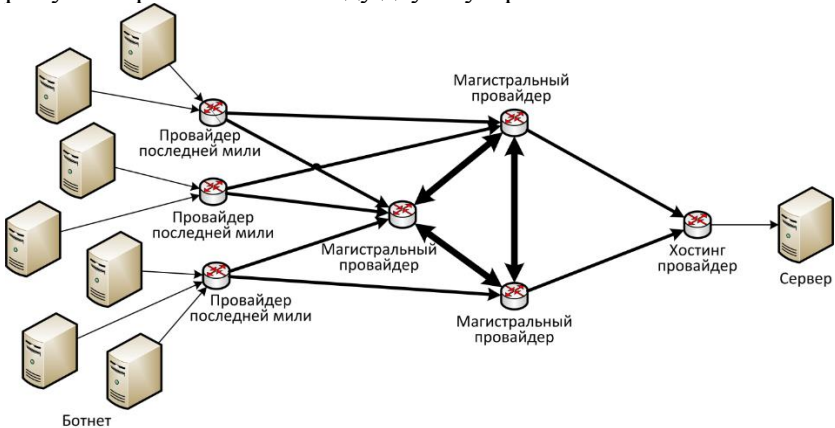 Магистральный
провайдер
Провайдер
последней мили
Провайдер
последней мили
Магистральный
провайдер
Хостинг
провайдер
Сервер
Провайдер
последней мили
Магистральный
провайдер
Ботнет